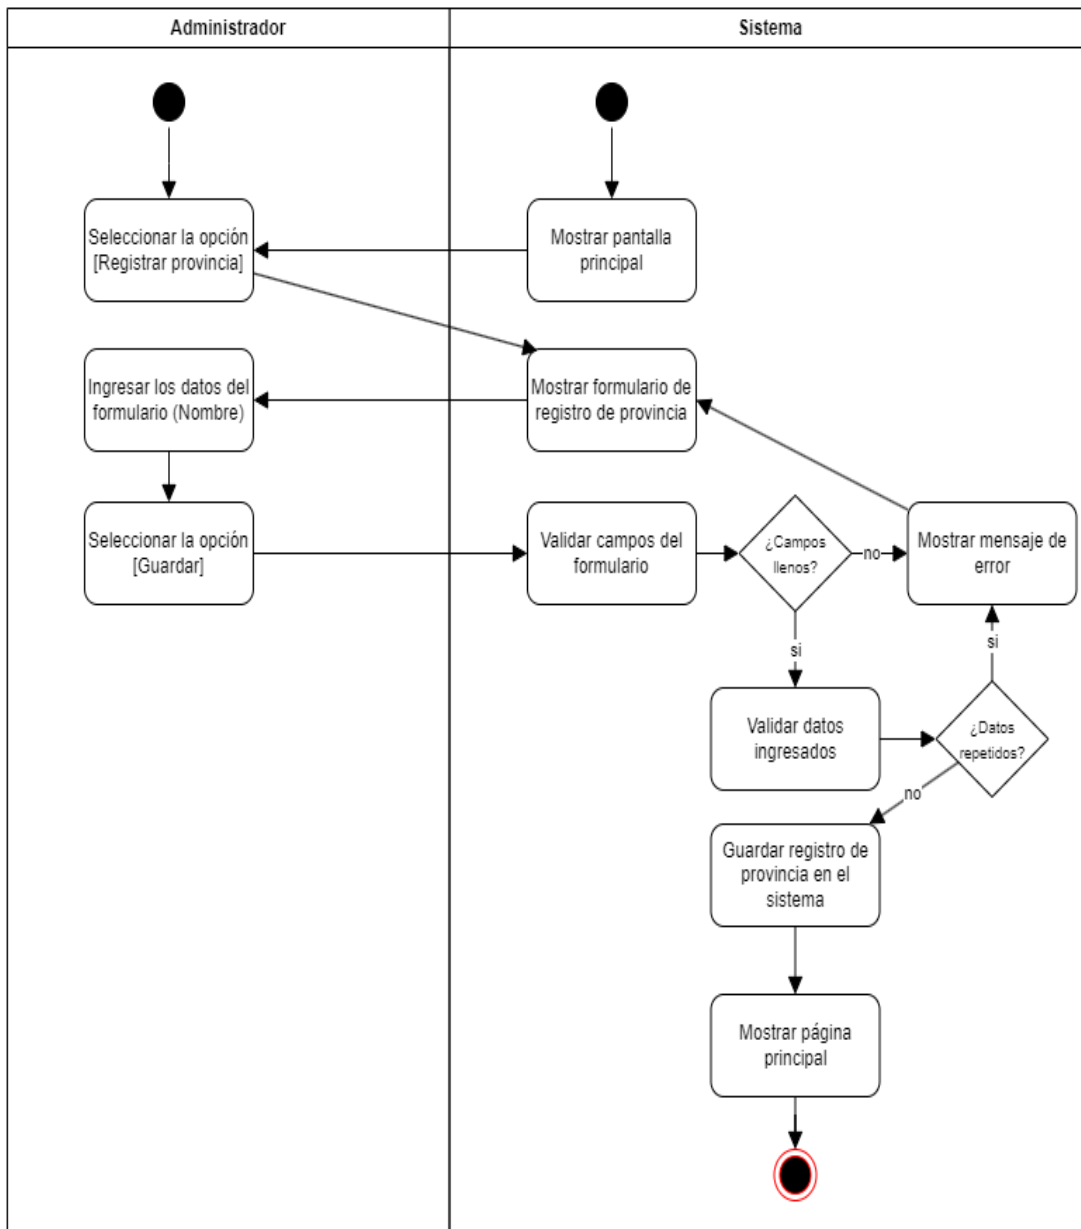 Administrador
Sistema
Seleccionar la opción
[Registrar provincia]
Mostrar pantalla
principal
Ingresar los datos del
formulario (Nombre)
Mostrar formulario de
registro de provincia
Seleccionar la opción
[Guardar]
Validar campos del
formulario
¿Campos
llenos?
no
Mostrar mensaje de
error
si
si
Validar datos
ingresados
¿Datos
repetidos?
no
Guardar registro de
provincia en el
sistema
Mostrar página
principal